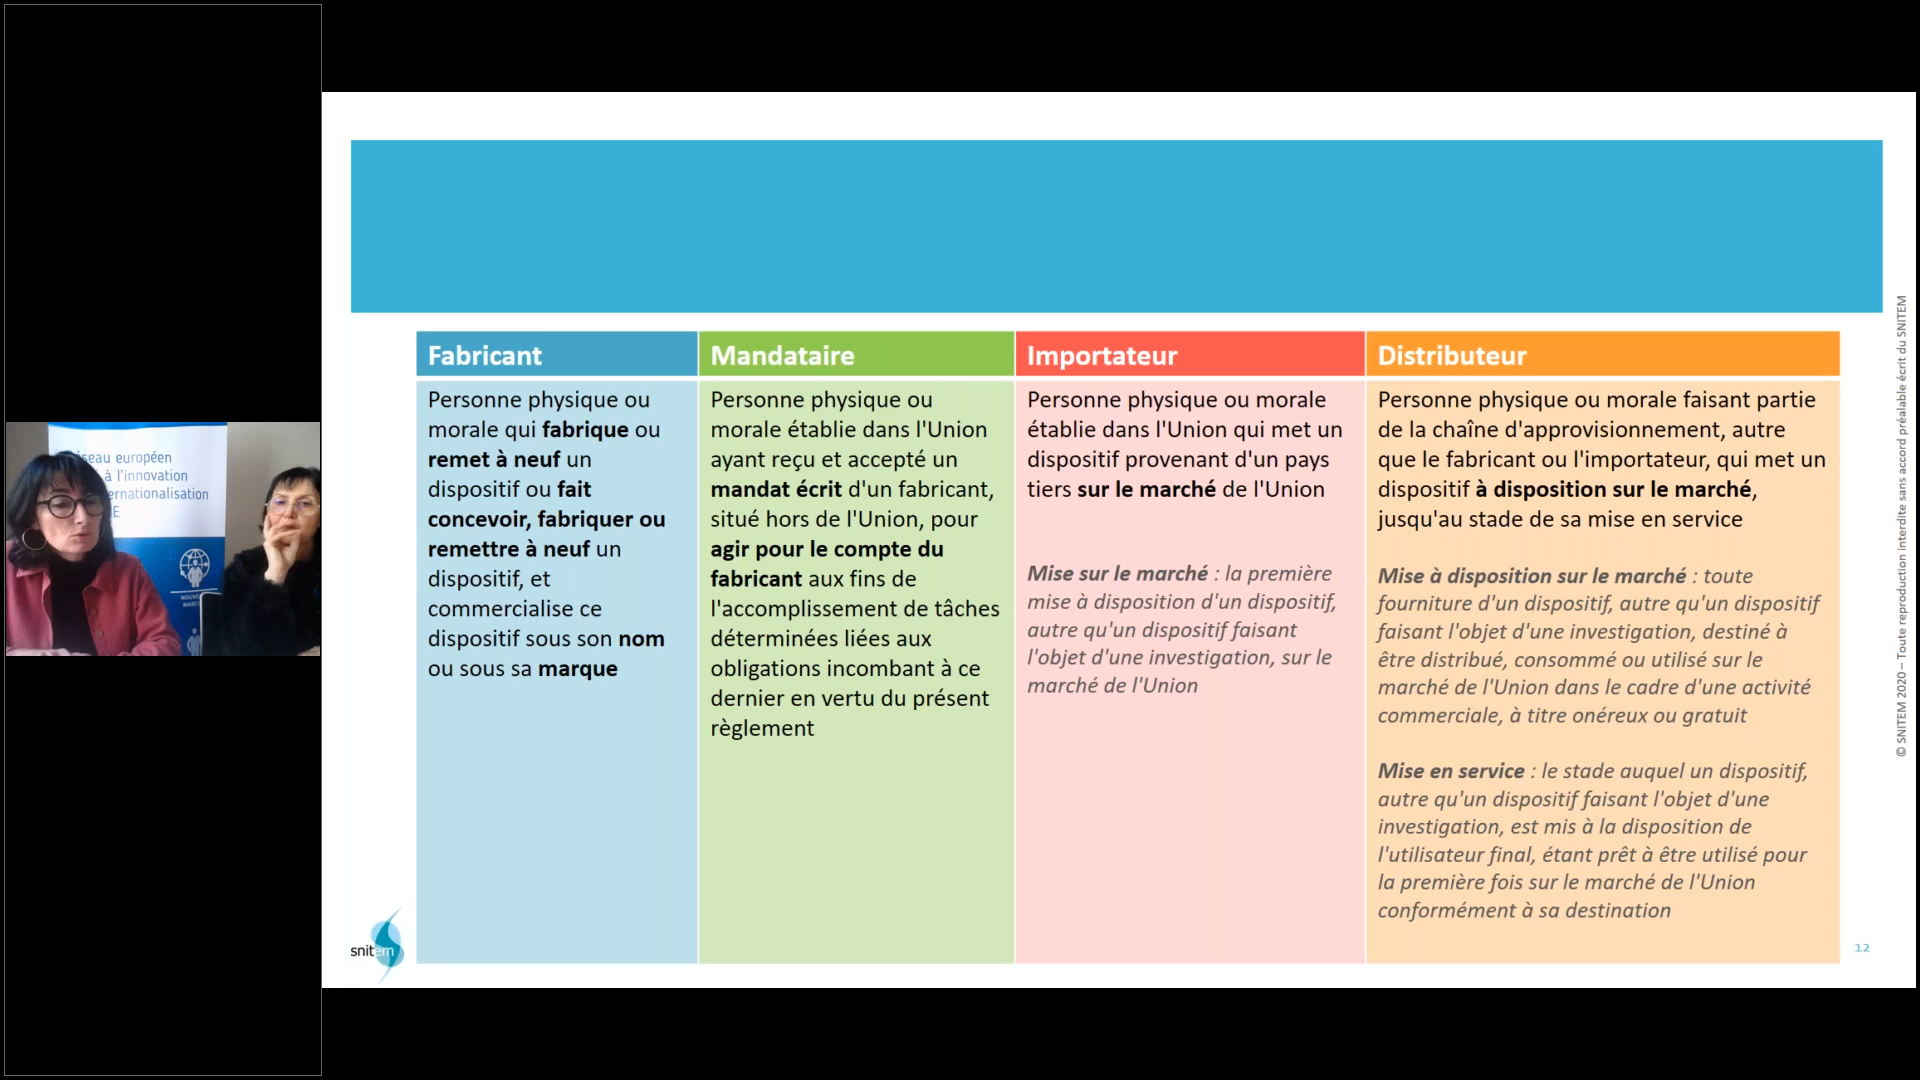 seau européen
à l'innovation
ernationalisation
E
NOUVE
MARC
Fabricant
Personne physique ou
morale qui fabrique ou
remet à neuf un
dispositif ou fait
concevoir, fabriquer ou
remettre à neuf un
dispositif, et
commercialise ce
dispositif sous son nom
ou sous sa marque
Mandataire
Personne physique ou
morale établie dans l'Union
ayant reçu et accepté un
mandat écrit d'un fabricant,
situé hors de l'Union, pour
agir pour le compte du
fabricant aux fins de
l'accomplissement de tâches
déterminées liées aux
obligations incombant à ce
dernier en vertu du présent
règlement
Importateur
Personne physique ou morale
établie dans l'Union qui met un
dispositif provenant d'un pays
tiers sur le marché de l'Union
Mise sur le marché : la première
mise à disposition d'un dispositif,
autre qu'un dispositif faisant
l'objet d'une investigation, sur le
marché de l'Union
Distributeur
Personne physique ou morale faisant partie
de la chaîne d'approvisionnement, autre
que le fabricant ou l'importateur, qui met un
dispositif à disposition sur le marché,
jusqu'au stade de sa mise en service
Mise à disposition sur le marché : toute
fourniture d'un dispositif, autre qu'un dispositif
faisant l'objet d'une investigation, destiné à
être distribué, consommé ou utilisé sur le
marché de l'Union dans le cadre d'une activité
commerciale, à titre onéreux ou gratuit
Mise en service : le stade auquel un dispositif,
autre qu'un dispositif faisant l'objet d'une
investigation, est mis à la disposition de
l'utilisateur final, étant prêt à être utilisé pour
la première fois sur le marché de l'Union
conformément à sa destination
© SNITEM 2020 – Toute reproduction interdite sans accord préalable écrit du SNITEM
snitem
12